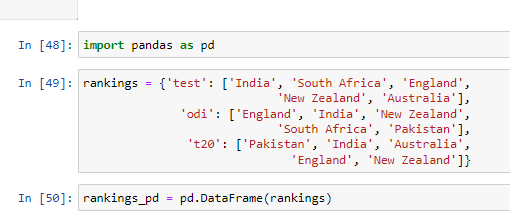 In [48]: import pandas as pd
In [49]: rankings = {'test': ['India', 'South Africa', 'England',
'New Zealand', 'Australia'],
'odi': ['England', 'India', 'New Zealand',
'South Africa', 'Pakistan'],
't20': ['Pakistan', 'India', 'Australia',
'England', 'New Zealand']}
In [50]: rankings_pd = pd.DataFrame(rankings)